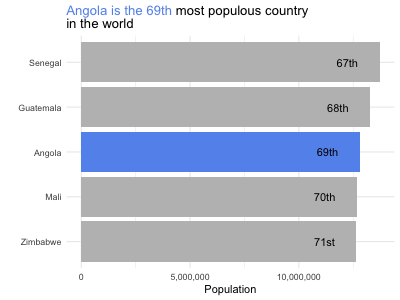 Angola is the 69th most populous country
in the world
Senegal
67th
Guatemala
68th
Angola
69th
Mali
70th
Zimbabwe
71st
0
5,000,000
10,000,000
Population